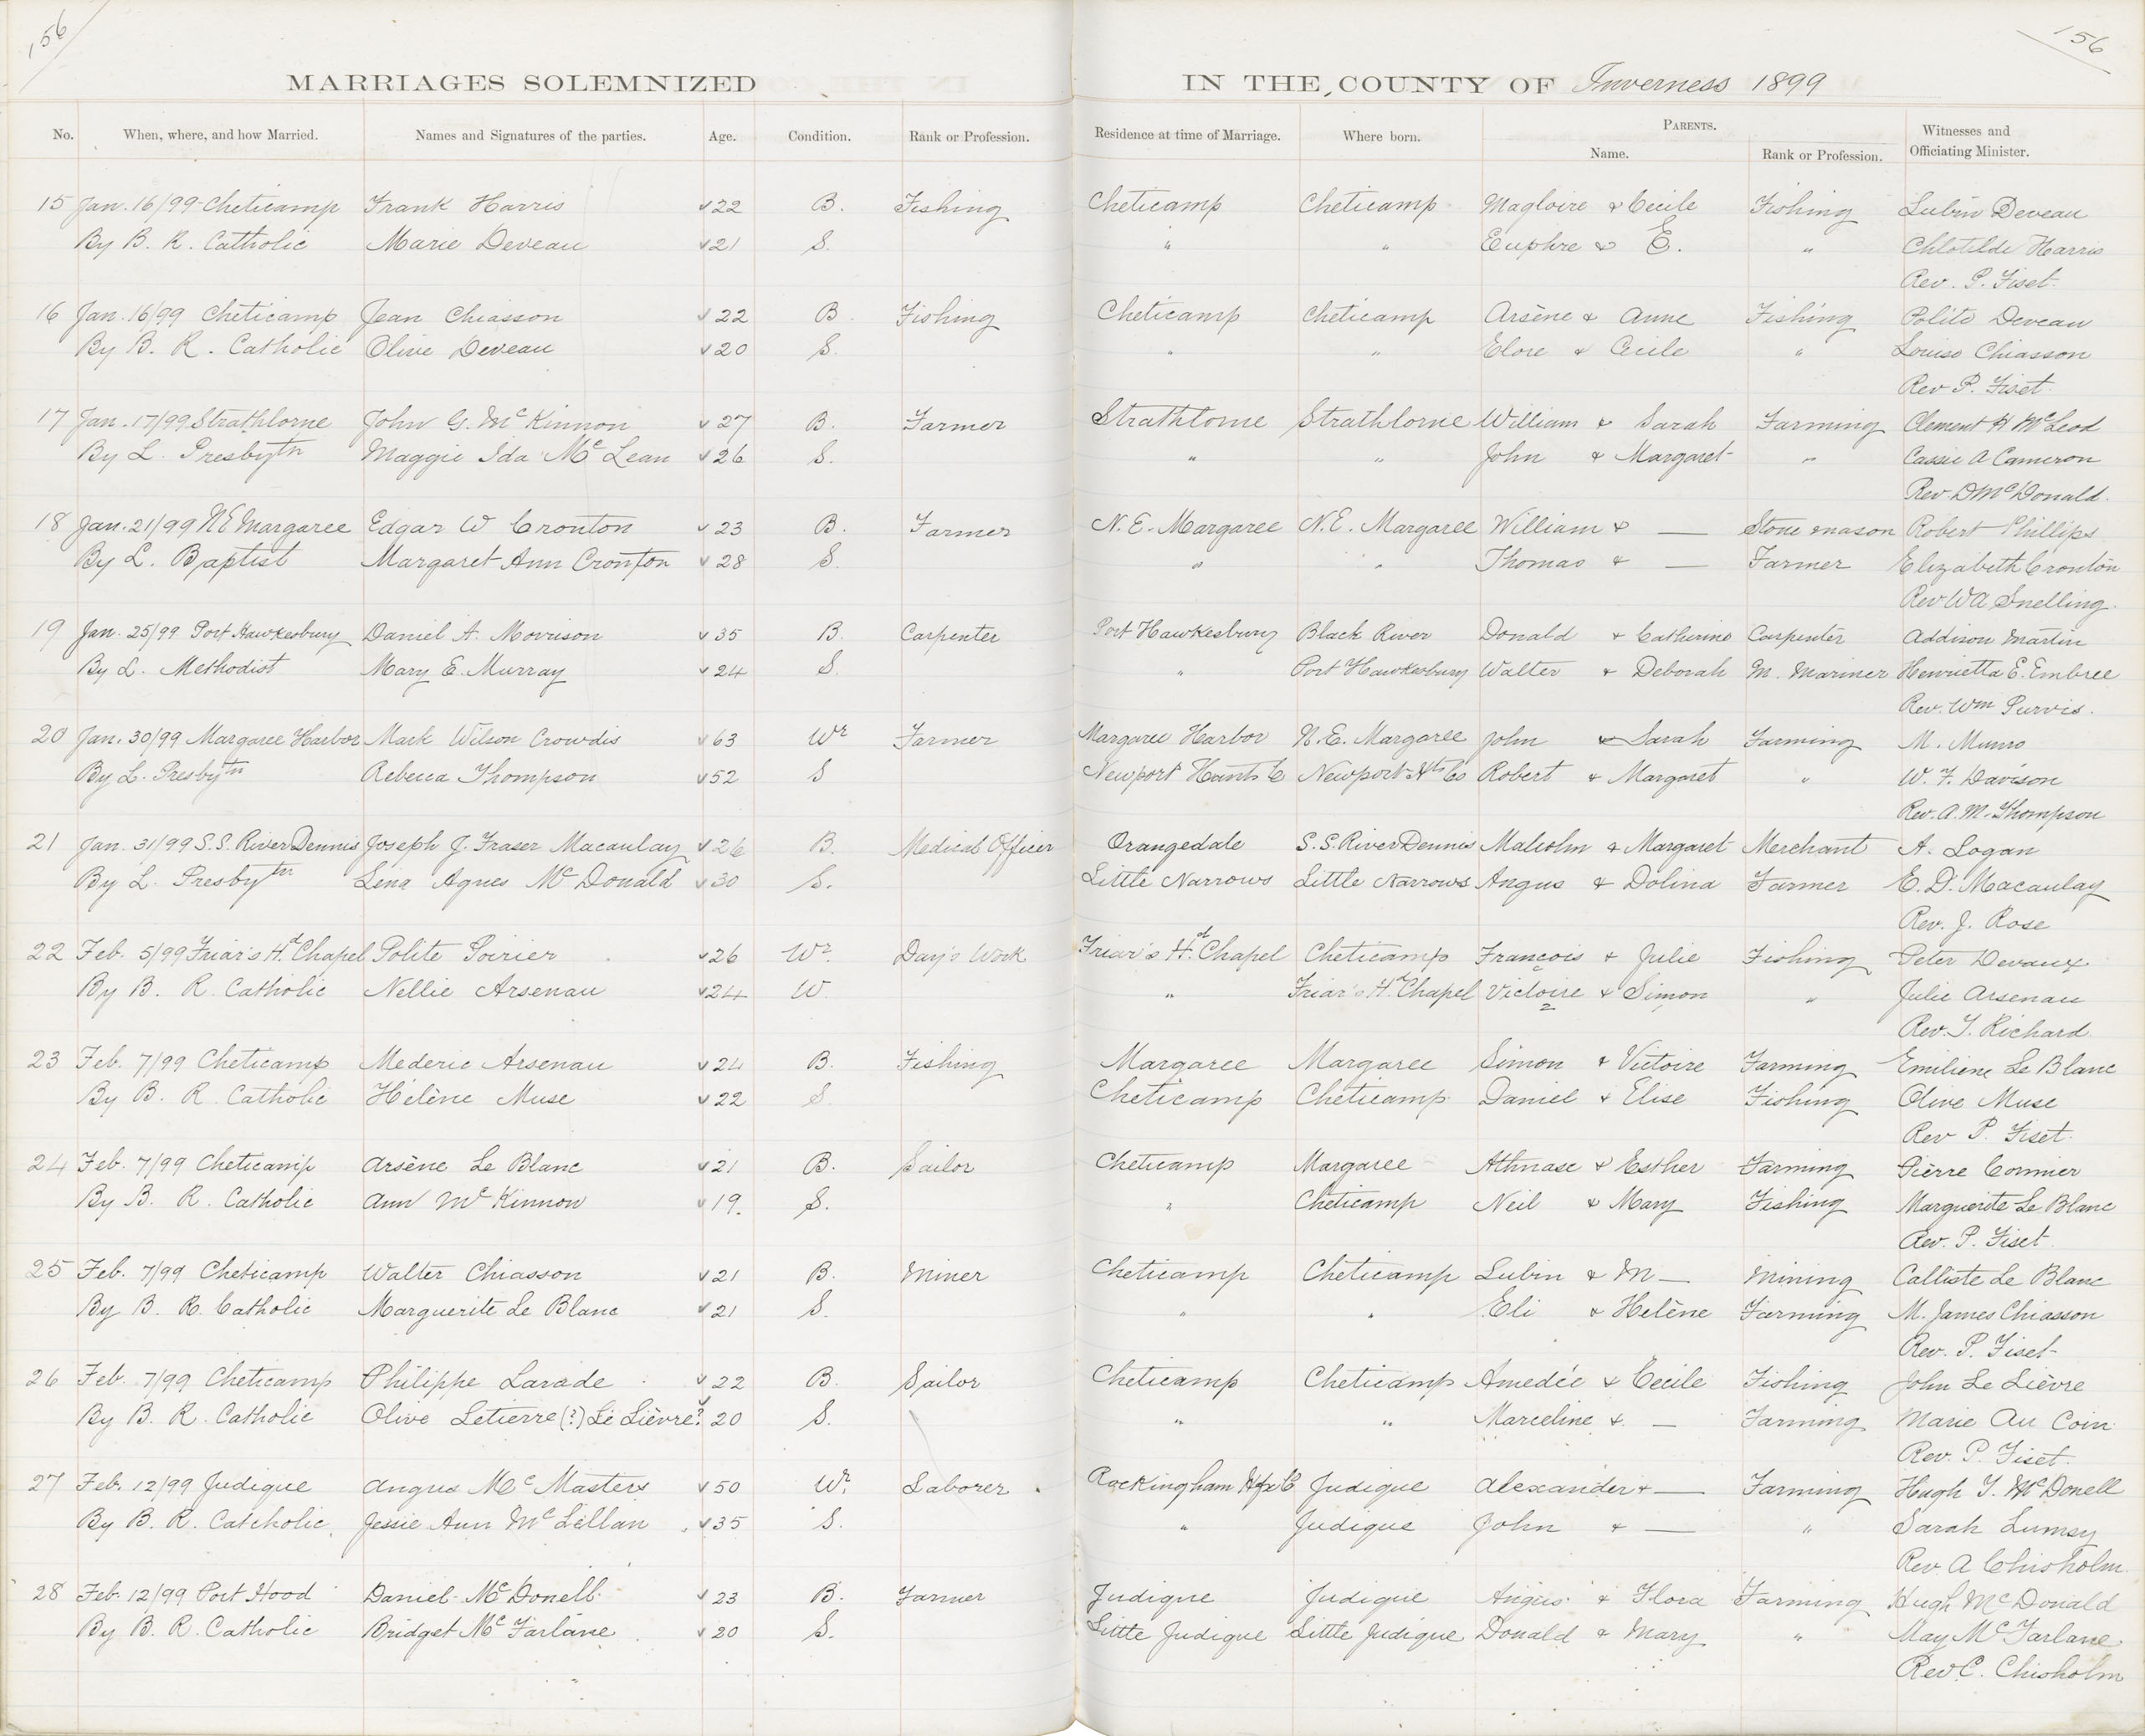 156
156
MARRIAGES SOLEMNIZED IN THE COUNTY OF Inverness 1899
No. When, where, and how Married. Names and Signatures of the parties. Age. Condition. Rank or Profession. Residence at time of Marriage. Where born. PARENTS. Name. Rank or Profession. Witnesses and Officiating Minister.
15 Jan. 16/99 Cheticamp Frank Harris 22 B. Fishing Cheticamp Cheticamp Magloire & Cecile Fishing Lubin Deveau
By B. R. Catholic Marie Deveau 21 S. " " Euphre & E. " Chlotilde Harris
Rev. P. Fiset.
16 Jan. 16/99 Cheticamp Jean Chiasson 22 B. Fishing Cheticamp Cheticamp Arsène & Anne Fishing Polite Deveau
By B. R. Catholic Olive Deveau 20 S. " " Elore & Cecile " Louise Chiasson
Rev P. Fiset.
17 Jan. 17/99 Strathlorne John G. McKinnon 27 B. Farmer Strathlorne Strathlorne William & Sarah Farming Clement H McLeod
By L. Presbytn Maggie Ida McLean 26 S. " " John & Margaret " Cassie A Cameron
Rev. D McDonald.
18 Jan. 21/99 N E Margaree Edgar W Cronton 23 B. Farmer N. E. Margaree N. E. Margaree William & — Stone mason Robert Phillips
By L. Baptist Margaret Ann Cronton 28 S. " " Thomas & — Farmer Elizabeth Cronton
Rev W A Snelling.
19 Jan. 25/99 Port Hawkesbury Daniel A. Morrison 35 B. Carpenter Port Hawkesbury Black River Donald & Catherine Carpenter Addison Martin
By L. Methodist Mary E. Murray 24 S. " Port Hawkesbury Walter & Deborah M. Mariner Henrietta E. Embree
Rev. Wm Purvis.
20 Jan. 30/99 Margaree Harbor Mark Wilson Crowdis 63 Wr Farmer Margaree Harbor N. E. Margaree John & Sarah Farming M. Munro
By L. Presbytn Rebecca Thompson 52 S Newport Hants Co Newport Hts Co Robert & Margaret " W. F. Davison
Rev. A. M. Thompson
21 Jan. 31/99 S. S. River Dennis Joseph J. Fraser Macaulay 26 B. Medical Officer Orangedale S. S. River Dennis Malcolm & Margaret Merchant A. Logan
By L. Presbytn Lena Agnes McDonald 30 S. Little Narrows Little Narrows Angus & Dolina Farmer E. D. Macaulay
Rev. J. Rose
22 Feb. 5/99 Friar's Hd Chapel Polite Poirier 26 Wr. Day's Work Friar's Hd Chapel Cheticamp François & Julie Fishing Peter Devaux
By B. R. Catholic Nellie Arsenau 24 W. " Friar's Hd Chapel Victoire & Simon " Julie Arsenau
Rev. T. Richard
23 Feb. 7/99 Cheticamp Mederic Arsenau 24 B. Fishing Margaree Margaree Simon & Victoire Farming Emiliene Le Blanc
By B. R. Catholic Hélène Muse 22 S. Cheticamp Cheticamp Daniel & Elise Fishing Olive Muse
Rev P. Fiset.
24 Feb. 7/99 Cheticamp Arsène Le Blanc 21 B. Sailor Cheticamp Margaree Athnase & Esther Farming Pierre Cormier
By B. R. Catholic Ann McKinnon 19. S. " Cheticamp Neil & Mary Fishing Marguerite Le Blanc
Rev. P. Fiset.
25 Feb. 7/99 Cheticamp Walter Chiasson 21 B. Miner Cheticamp Cheticamp Lubin & M — Mining Calliste Le Blanc
By B. R. Catholic Marguerite Le Blanc 21 S. " " Eli & Helène Farming M. James Chiasson
Rev. P. Fiset
26 Feb. 7/99 Cheticamp Philippe Larade 22 B. Sailor Cheticamp Cheticamp Amedée & Cecile Fishing John Le Lièvre
By B. R. Catholic Olive Letierre (?) Le Lièvre? 20 S. " " Marceline & — Farming Marie Au Coin
Rev. P. Fiset.
27 Feb. 12/99 Judique Angus McMasters 50 Wr. Laborer Rockingham Hfx Co Judique Alexander & — Farming Hugh T. McDonell
By B. R. Catcholic Jessie Ann McLellan 35 S. " Judique John & — " Sarah Lumsy
Rev. A Chisholm.
28 Feb. 12/99 Port Hood Daniel McDonell 23 B. Farmer Judique Judique Angus & Flora Farming Hugh McDonald
By B. R. Catholic Bridget McFarlane 20 S. Little Judique Little Judique Donald & Mary " May McFarlane
Rev C. Chisholm